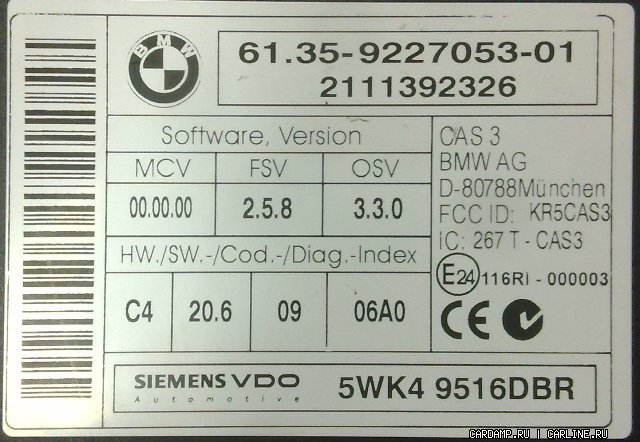 BMW
61.35-9227053-01
2111392326
Software, Version
MCV FSV OSV
00.00.00 2.5.8 3.3.0
HW./SW.-/Cod.-/Diag.-Index
C4 20.6 09 06A0
CAS 3
BMW AG
D-80788München
FCC ID: KR5CAS3
IC: 267 T - CAS3
E24 116RI - 000003
CE
SIEMENS VDO
Automotive
5WK4 9516DBR
CARDAMP.RU | CARLINE.RU